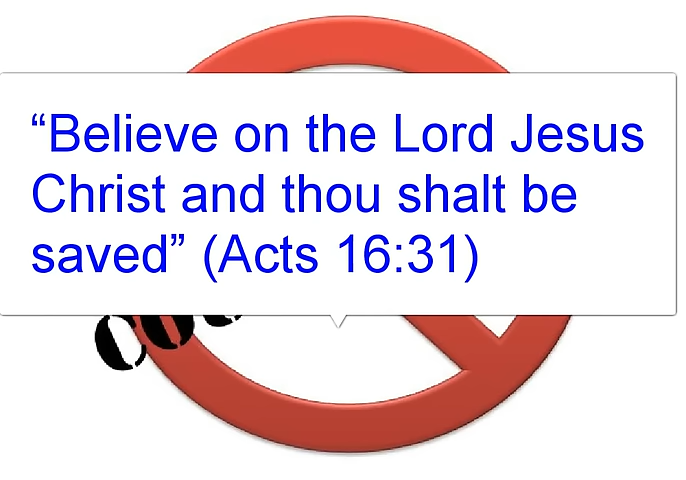 “Believe on the Lord Jesus
Christ and thou shalt be
saved” (Acts 16:31)